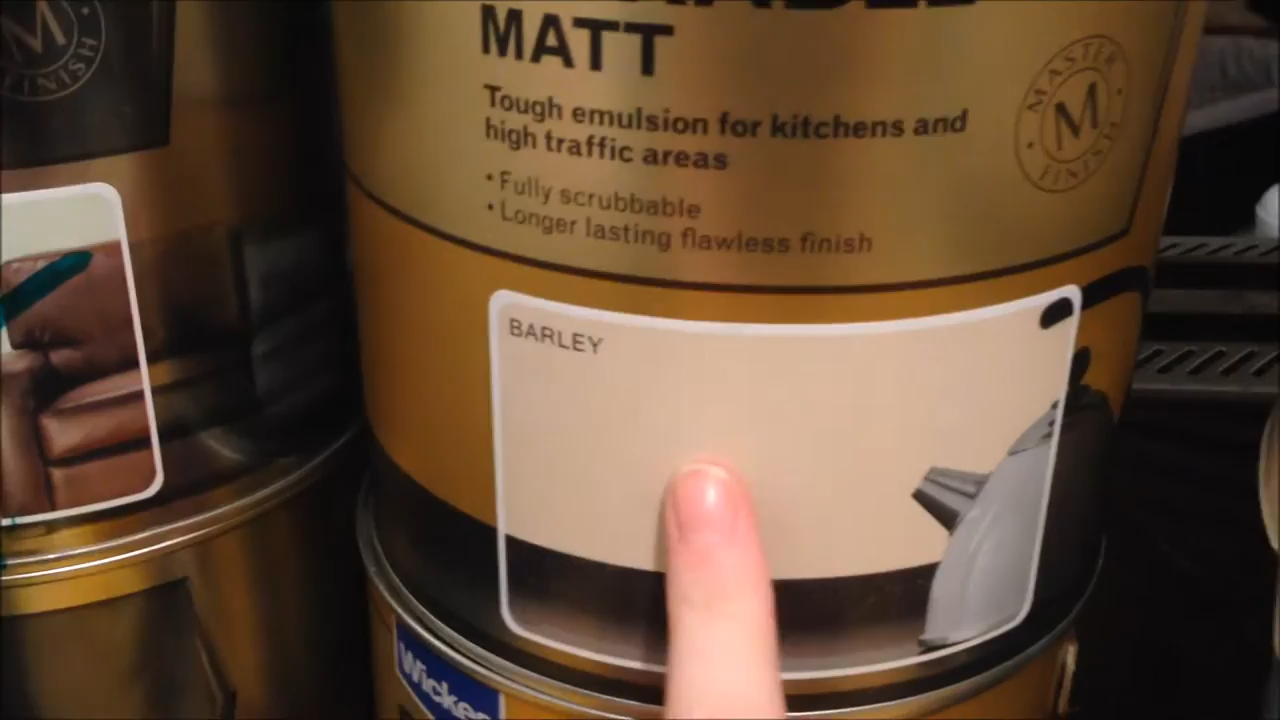 MATT
Tough emulsion for kitchens and
high traffic areas
• Fully scrubbable
• Longer lasting flawless finish
MASTER
M
FINISH
BARLEY
M
FINISH
Wickes